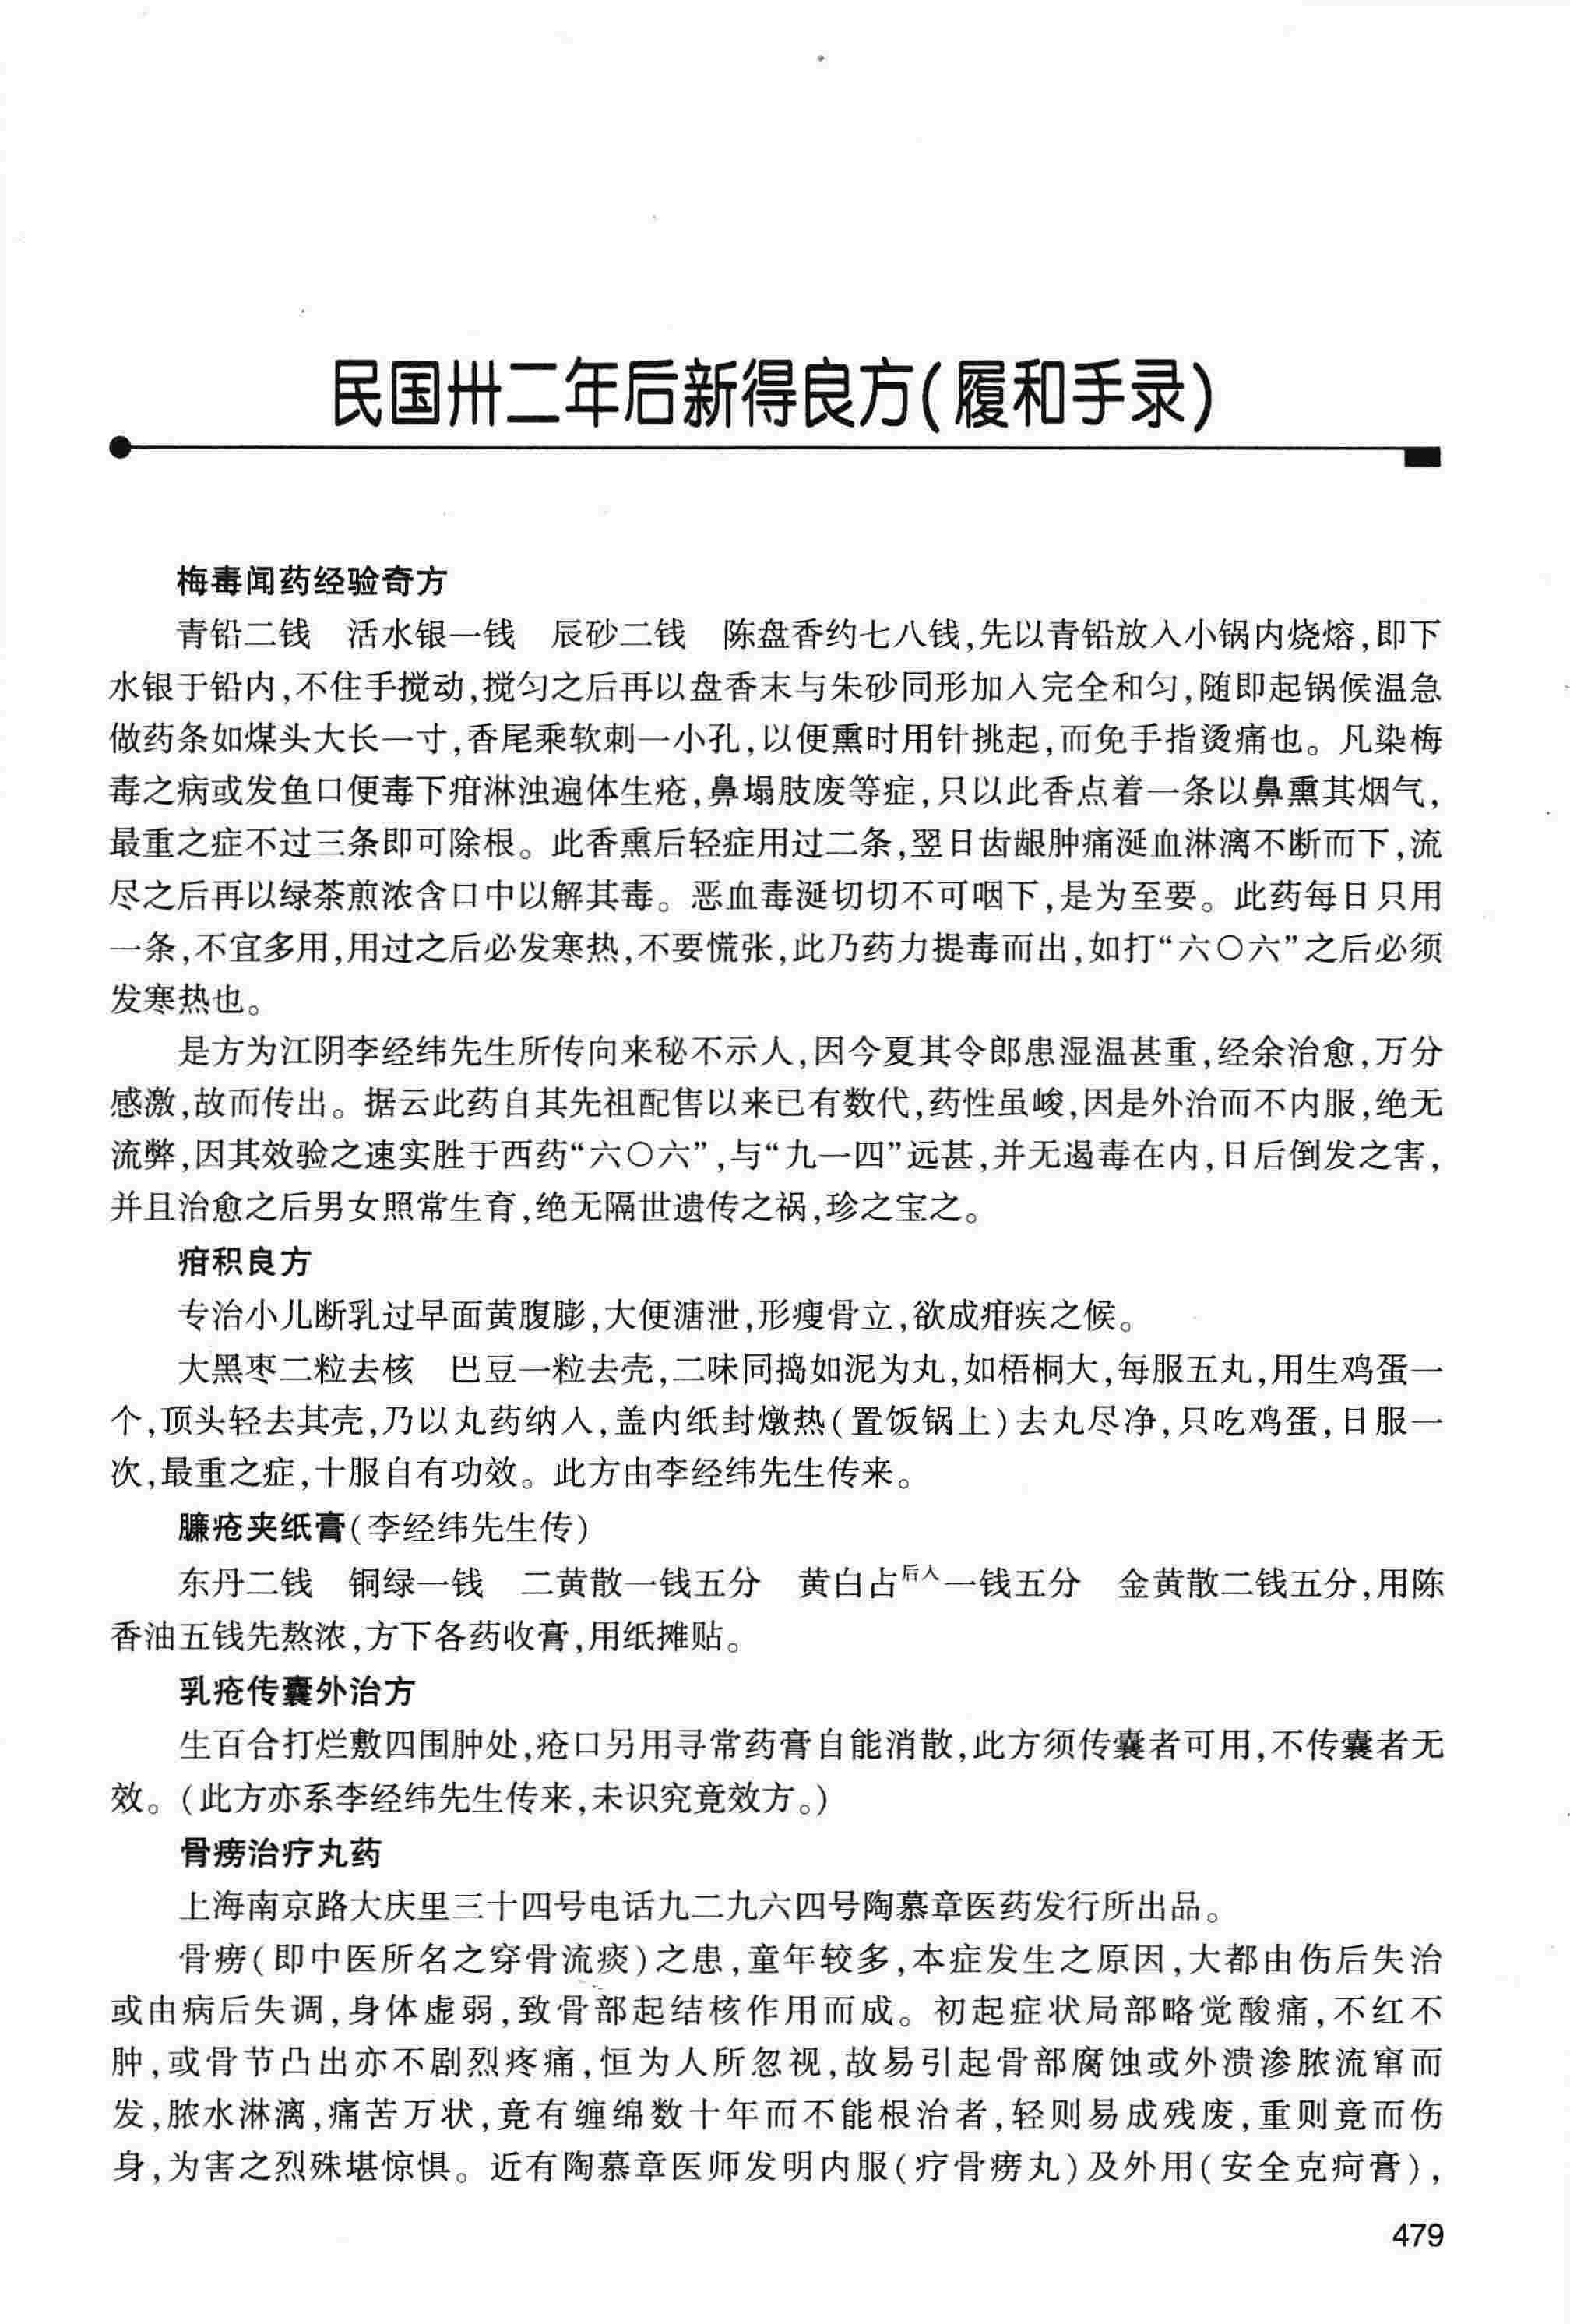 民国卅二年后新得良方(履和手录)
梅毒闻药经验奇方
青铅二钱　活水银一钱　辰砂二钱　陈盘香约七八钱,先以青铅放入小锅内烧熔,即下
水银于铅内,不住手搅动,搅匀之后再以盘香末与朱砂同形加入完全和匀,随即起锅候温急
做药条如煤头大长一寸,香尾乘软刺一小孔,以便熏时用针挑起,而免手指烫痛也。凡染梅
毒之病或发鱼口便毒下疳淋浊遍体生疮,鼻塌肢废等症,只以此香点着一条以鼻熏其烟气,
最重之症不过三条即可除根。此香熏后轻症用过二条,翌日齿龈肿痛涎血淋漓不断而下,流
尽之后再以绿茶煎浓含口中以解其毒。恶血毒涎切切不可咽下,是为至要。此药每日只用
一条,不宜多用,用过之后必发寒热,不要慌张,此乃药力提毒而出,如打“六〇六”之后必须
发寒热也。
是方为江阴李经纬先生所传向来秘不示人,因今夏其令郎患湿温甚重,经余治愈,万分
感激,故而传出。据云此药自其先祖配售以来已有数代,药性虽峻,因是外治而不内服,绝无
流弊,因其效验之速实胜于西药“六〇六”,与“九一四”远甚,并无遏毒在内,日后倒发之害,
并且治愈之后男女照常生育,绝无隔世遗传之祸,珍之宝之。
疳积良方
专治小儿断乳过早面黄腹膨,大便溏泄,形瘦骨立,欲成疳疾之候。
大黑枣二粒去核　巴豆一粒去壳,二味同捣如泥为丸,如梧桐大,每服五丸,用生鸡蛋一
个,顶头轻去其壳,乃以丸药纳入,盖内纸封燉热(置饭锅上)去丸尽净,只吃鸡蛋,日服一
次,最重之症,十服自有功效。此方由李经纬先生传来。
臁疮夹纸膏(李经纬先生传)
东丹二钱　铜绿一钱　二黄散一钱五分　黄白占后入一钱五分　金黄散二钱五分,用陈
香油五钱先熬浓,方下各药收膏,用纸摊贴。
乳疮传囊外治方
生百合打烂敷四围肿处,疮口另用寻常药膏自能消散,此方须传囊者可用,不传囊者无
效。(此方亦系李经纬先生传来,未识究竟效方。)
骨痨治疗丸药
上海南京路大庆里三十四号电话九二九六四号陶慕章医药发行所出品。
骨痨(即中医所名之穿骨流痰)之患,童年较多,本症发生之原因,大都由伤后失治
或由病后失调,身体虚弱,致骨部起结核作用而成。初起症状局部略觉酸痛,不红不
肿,或骨节凸出亦不剧烈疼痛,恒为人所忽视,故易引起骨部腐蚀或外溃渗脓流窜而
发,脓水淋漓,痛苦万状,竟有缠绵数十年而不能根治者,轻则易成残废,重则竟而伤
身,为害之烈殊堪惊惧。近有陶慕章医师发明内服(疗骨痨丸)及外用(安全克疴膏),
479